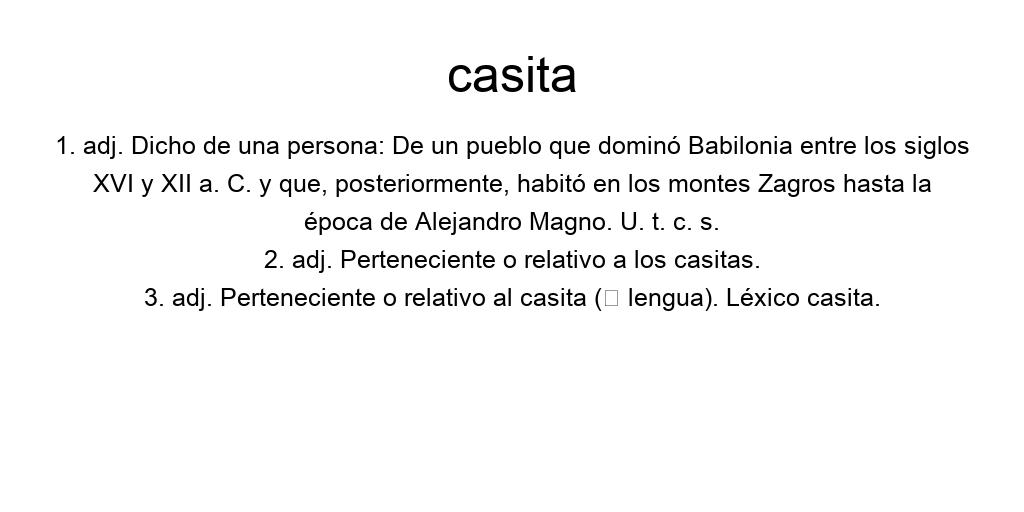 casita
1. adj. Dicho de una persona: De un pueblo que dominó Babilonia entre los siglos
XVI y XII a. C. y que, posteriormente, habitó en los montes Zagros hasta la
época de Alejandro Magno. U. t. c. s.
2. adj. Perteneciente o relativo a los casitas.
3. adj. Perteneciente o relativo al casita (□ lengua). Léxico casita.